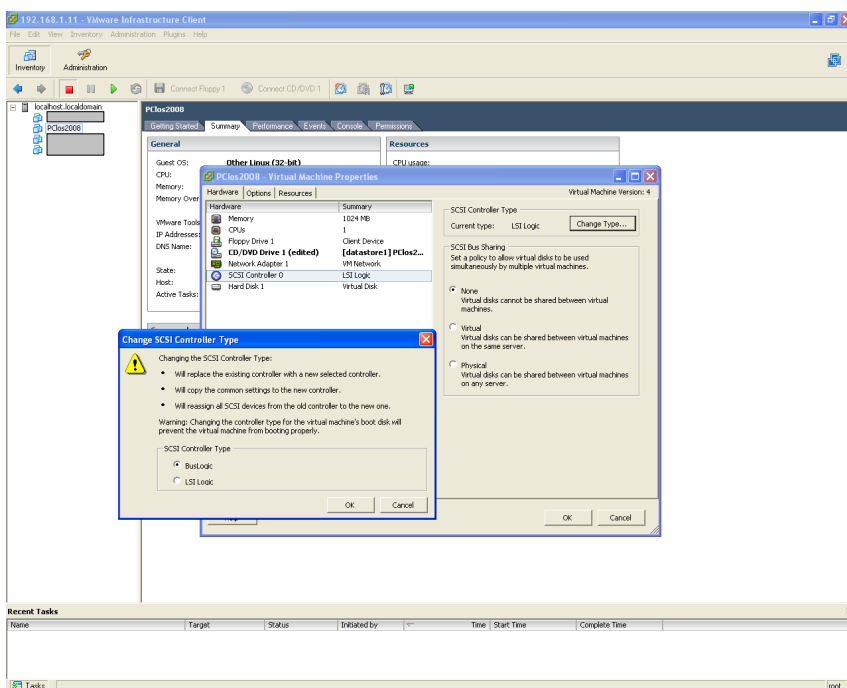 192.168.1.11 - VMware Infrastructure Client
File Edit View Inventory Administration Plugins Help
Inventory Administration
Connect Floppy 1 Connect CD/DVD 1
localhost.localdomain
PClos2008
PClos2008
Getting Started Summary Performance Events Console Permissions
General
Resources
Guest OS: Other Linux (32-bit)
CPU usage:
CPU:
Memory:
Memory Over
VMware Tools
IP Addresses:
DNS Name:
State:
Host:
Active Tasks:
PClos2008 - Virtual Machine Properties
Hardware Options Resources
Virtual Machine Version: 4
Hardware Summary
Memory 1024 MB
CPUs 1
Floppy Drive 1 Client Device
CD/DVD Drive 1 (edited) [datastore1] PClos2...
Network Adapter 1 VM Network
SCSI Controller 0 LSI Logic
Hard Disk 1 Virtual Disk
SCSI Controller Type
Current type: LSI Logic Change Type...
SCSI Bus Sharing
Set a policy to allow virtual disks to be used
simultaneously by multiple virtual machines.
None
Virtual disks cannot be shared between virtual
machines.
Virtual
Virtual disks can be shared between virtual machines
on the same server.
Physical
Virtual disks can be shared between virtual machines
on any server.
OK Cancel
Change SCSI Controller Type
Changing the SCSI Controller Type:
• Will replace the existing controller with a new selected controller.
• Will copy the common settings to the new controller.
• Will reassign all SCSI devices from the old controller to the new one.
Warning: Changing the controller type for the virtual machine's boot disk will
prevent the virtual machine from booting properly.
SCSI Controller Type
BusLogic
LSI Logic
OK Cancel
Recent Tasks
Name Target Status Initiated by Time Start Time Complete Time
Tasks
root